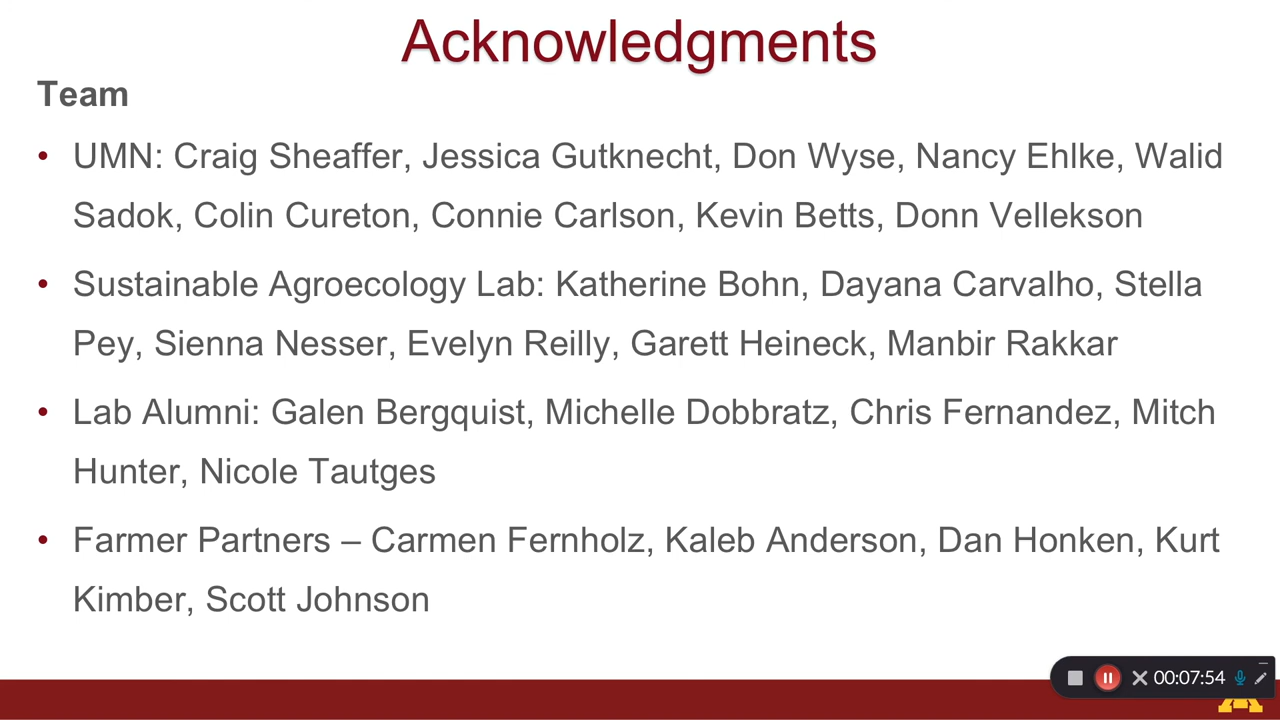 Acknowledgments
Team
• UMN: Craig Sheaffer, Jessica Gutknecht, Don Wyse, Nancy Ehlke, Walid
Sadok, Colin Cureton, Connie Carlson, Kevin Betts, Donn Vellekson
• Sustainable Agroecology Lab: Katherine Bohn, Dayana Carvalho, Stella
Pey, Sienna Nesser, Evelyn Reilly, Garett Heineck, Manbir Rakkar
• Lab Alumni: Galen Bergquist, Michelle Dobbratz, Chris Fernandez, Mitch
Hunter, Nicole Tautges
• Farmer Partners – Carmen Fernholz, Kaleb Anderson, Dan Honken, Kurt
Kimber, Scott Johnson
00:07:54